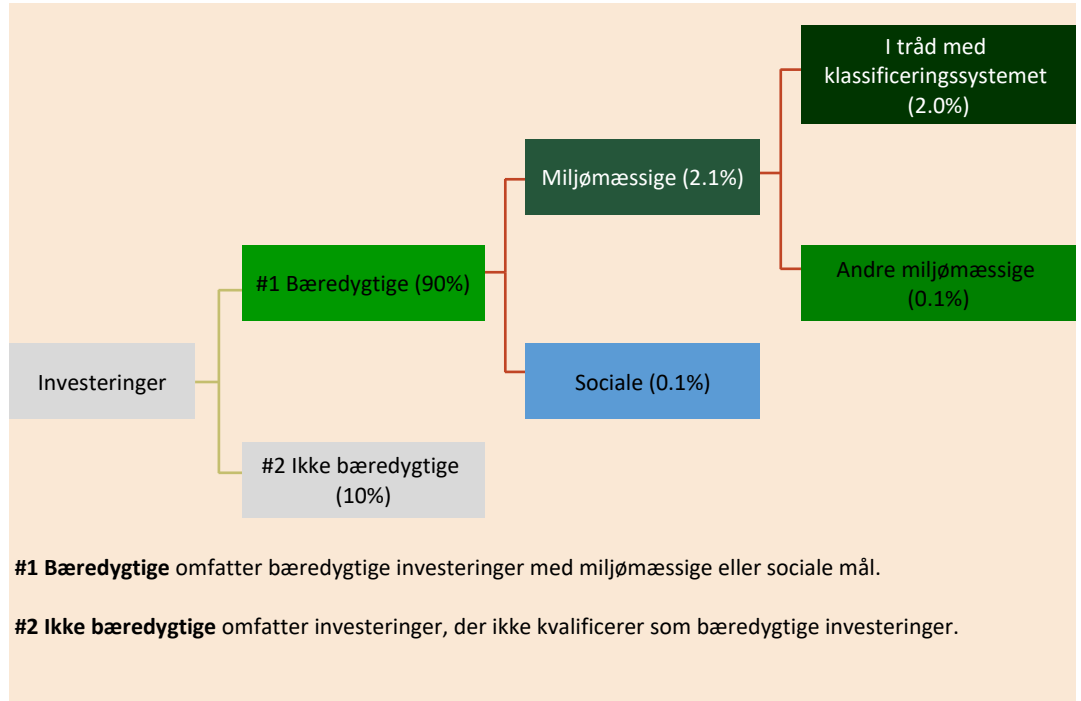 I tråd med
klassificeringssystemet
(2.0%)
Miljømæssige (2.1%)
#1 Bæredygtige (90%)
Andre miljømæssige
(0.1%)
Investeringer
Sociale (0.1%)
#2 Ikke bæredygtige
(10%)
#1 Bæredygtige omfatter bæredygtige investeringer med miljømæssige eller sociale mål.
#2 Ikke bæredygtige omfatter investeringer, der ikke kvalificerer som bæredygtige investeringer.